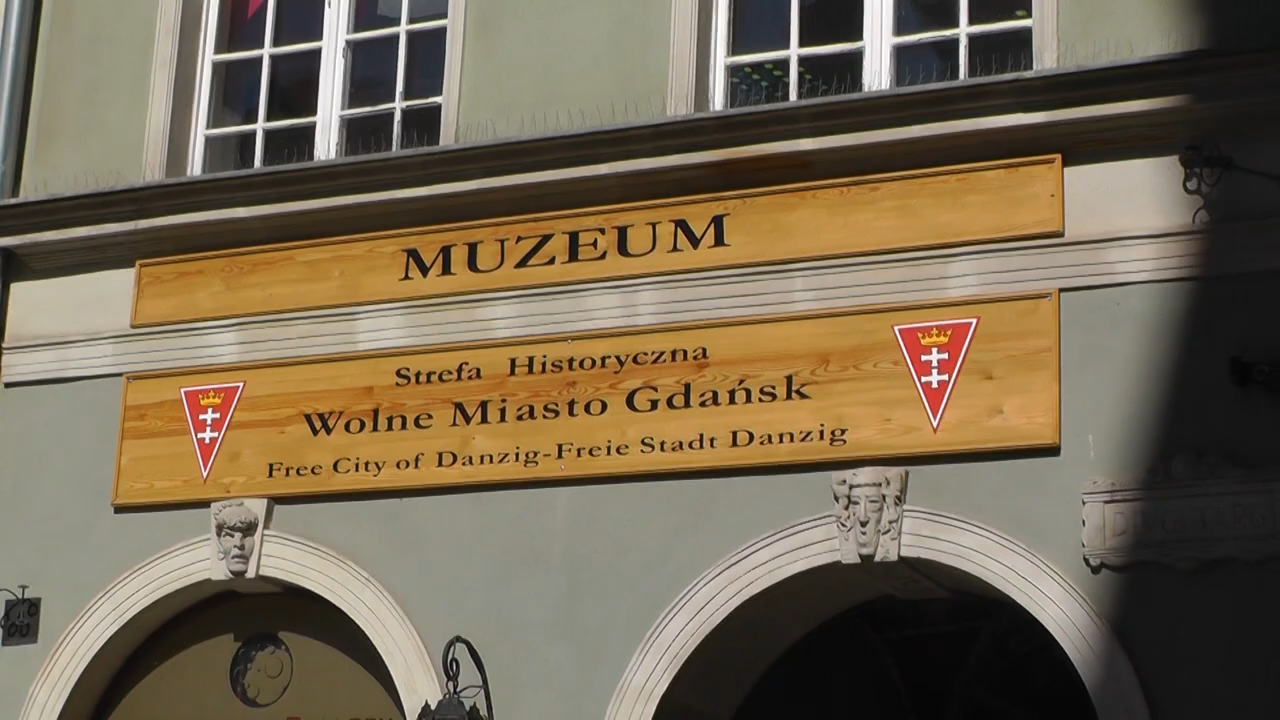 MUZEUM
Strefa Historyczna
Wolne Miasto Gdańsk
Free City of Danzig-Freie Stadt Danzig